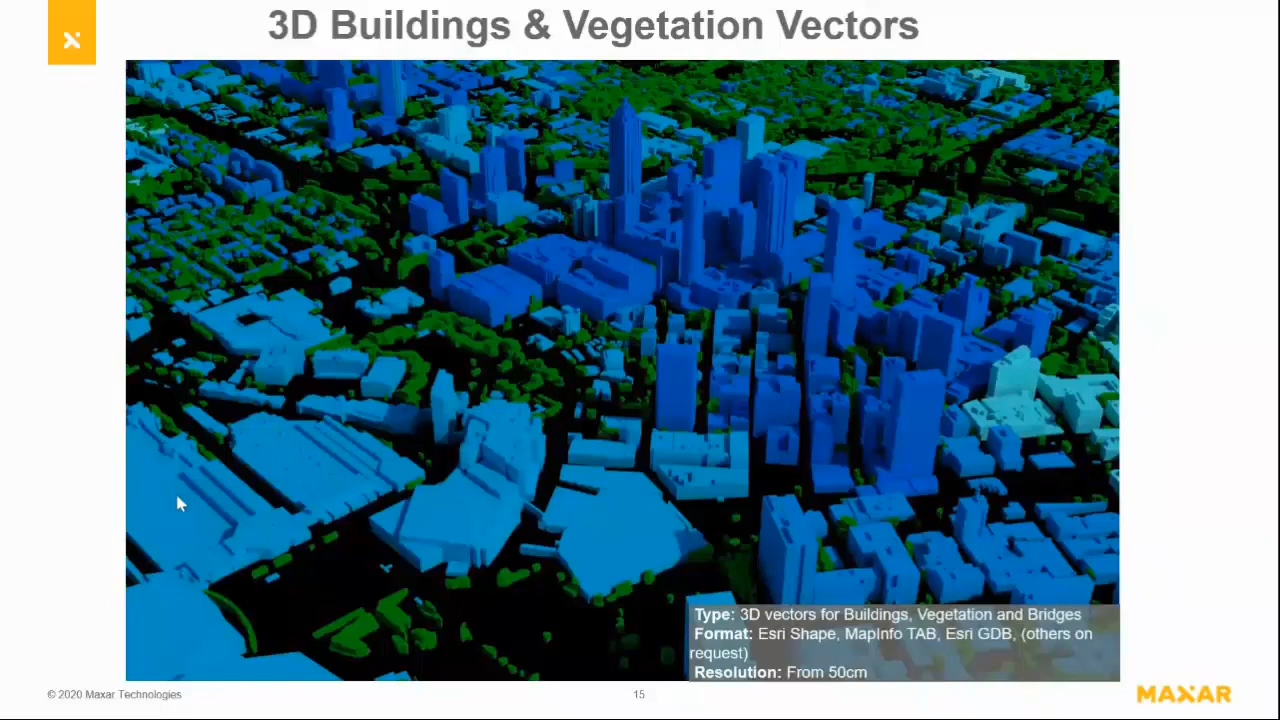 3D Buildings & Vegetation Vectors
Type: 3D vectors for Buildings, Vegetation and Bridges
Format: Esri Shape, MapInfo TAB, Esri GDB, (others on
request)
Resolution: From 50cm
© 2020 Maxar Technologies
15
MAXAR